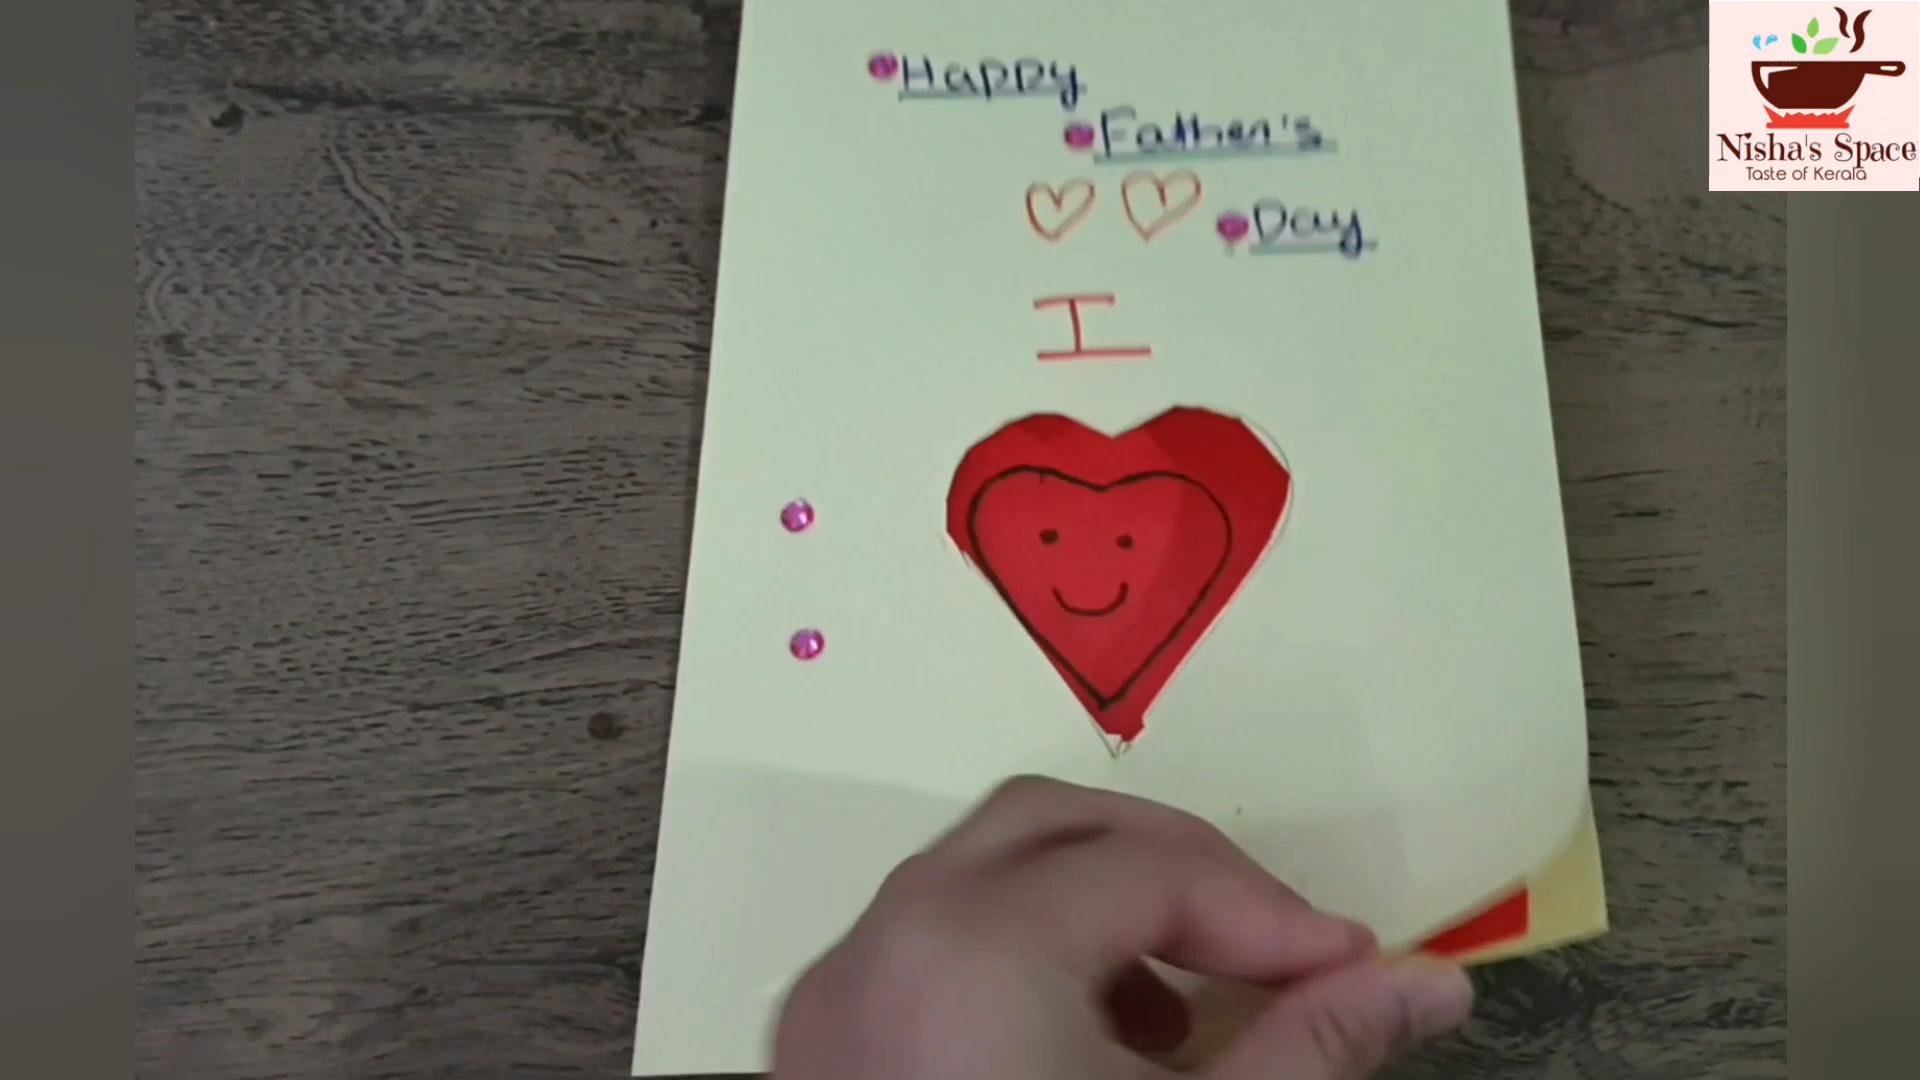 Happy
Father's
Day
I
Nisha's Space
Taste of Kerala